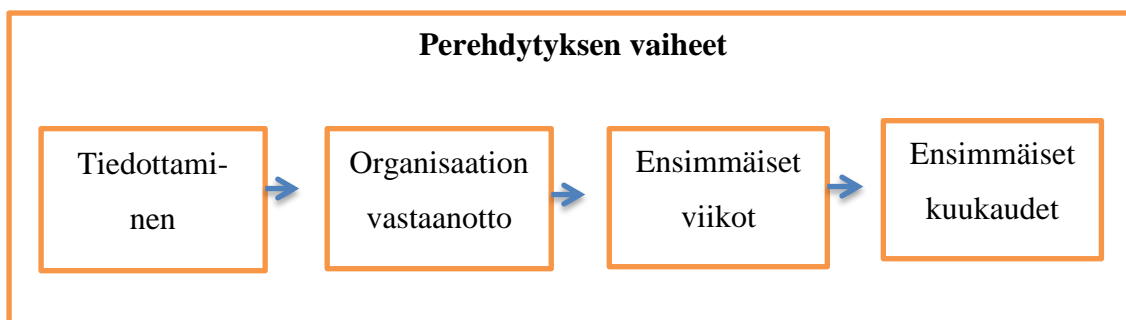 Perehdytyksen vaiheet
Tiedottami-
nen
Organisaation
vastaanotto
Ensimmäiset
viikot
Ensimmäiset
kuukaudet